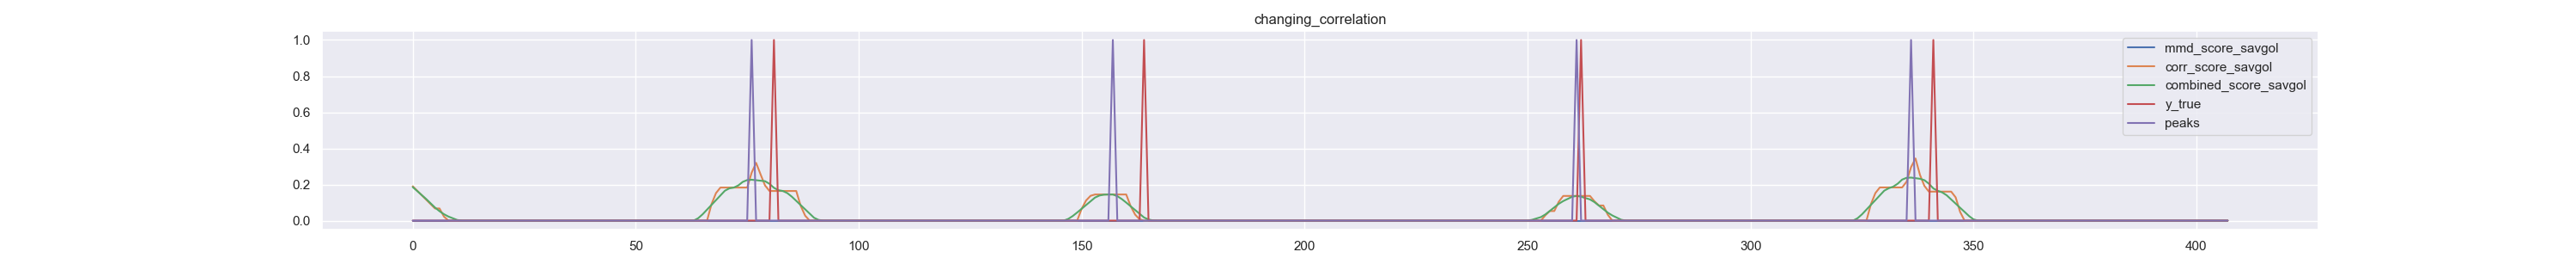 changing_correlation
1.0
0.8
0.6
0.4
0.2
0.0
mmd_score_savgol
corr_score_savgol
combined_score_savgol
y_true
peaks
0 50 100 150 200 250 300 350 400